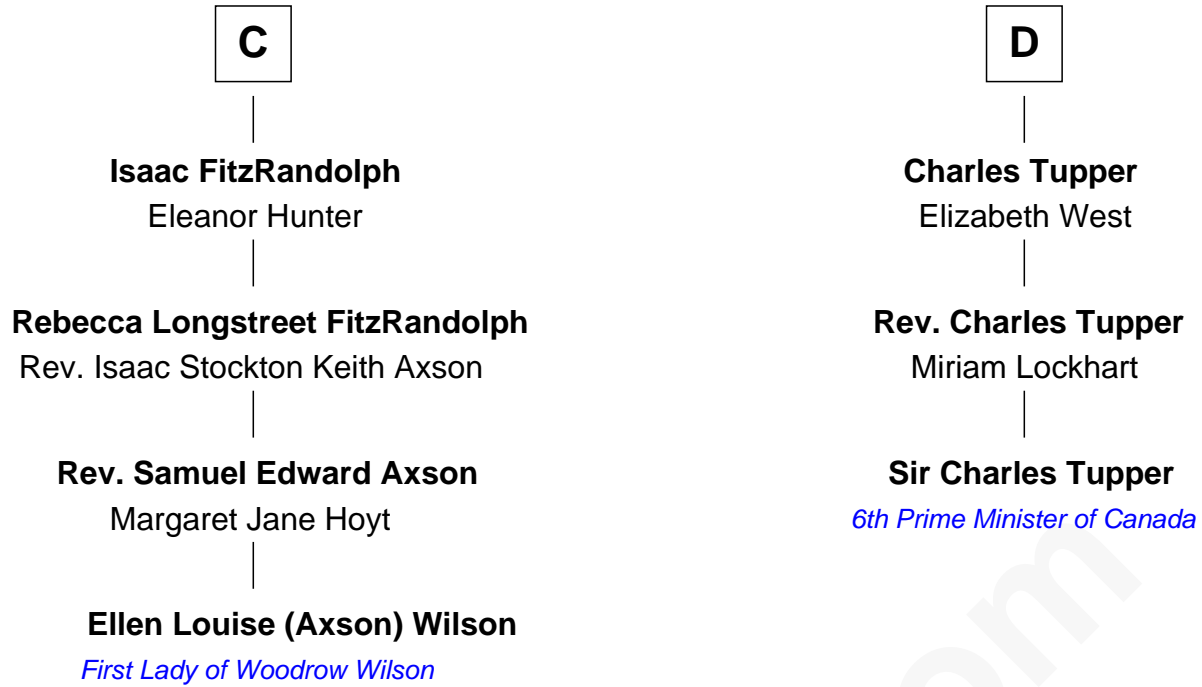 C
Isaac FitzRandolph
Eleanor Hunter
Rebecca Longstreet FitzRandolph
Rev. Isaac Stockton Keith Axson
Rev. Samuel Edward Axson
Margaret Jane Hoyt
Ellen Louise (Axson) Wilson
First Lady of Woodrow Wilson
D
Charles Tupper
Elizabeth West
Rev. Charles Tupper
Miriam Lockhart
Sir Charles Tupper
6th Prime Minister of Canada
om